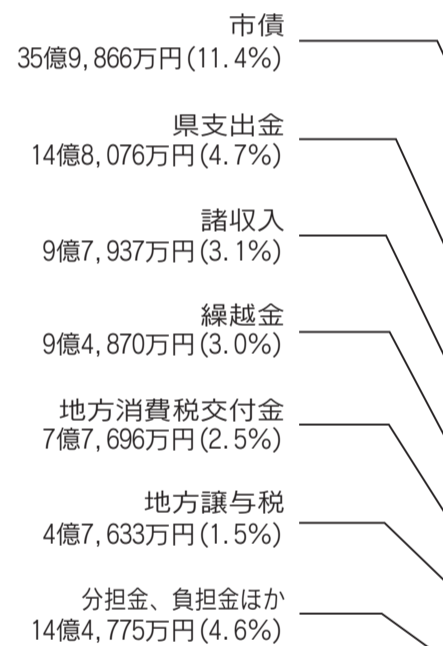 市債
35億9,866万円(11.4%)
県支出金
14億8,076万円(4.7%)
諸収入
9億7,937万円(3.1%)
繰越金
9億4,870万円(3.0%)
地方消費税交付金
7億7,696万円(2.5%)
地方譲与税
4億7,633万円(1.5%)
分担金、負担金ほか
14億4,775万円(4.6%)